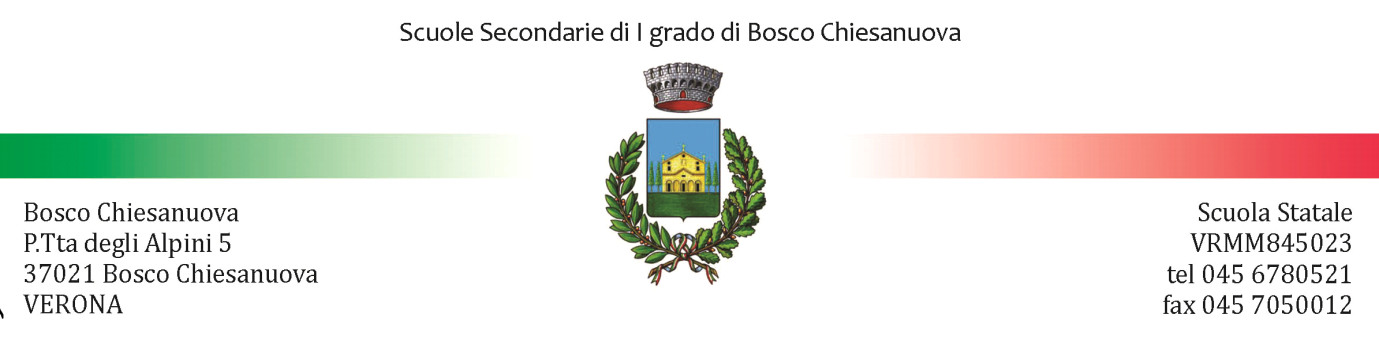 Scuole Secondarie di I grado di Bosco Chiesanuova
Bosco Chiesanuova
P.Tta degli Alpini 5
37021 Bosco Chiesanuova
VERONA
Scuola Statale
VRMM845023
tel 045 6780521
fax 045 7050012